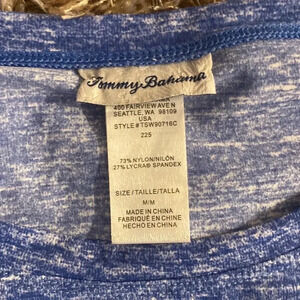 Tommy Bahama
400 FAIRVIEW AVE N
SEATTLE, WA 98109
USA
STYLE#TSW90716C
225
73% NYLON/NILÓN
27% LYCRA® SPANDEX
SIZE/TAILLE/TALLA
M/M
MADE IN CHINA
FABRIQUÉ EN CHINE
HECHO EN CHINA